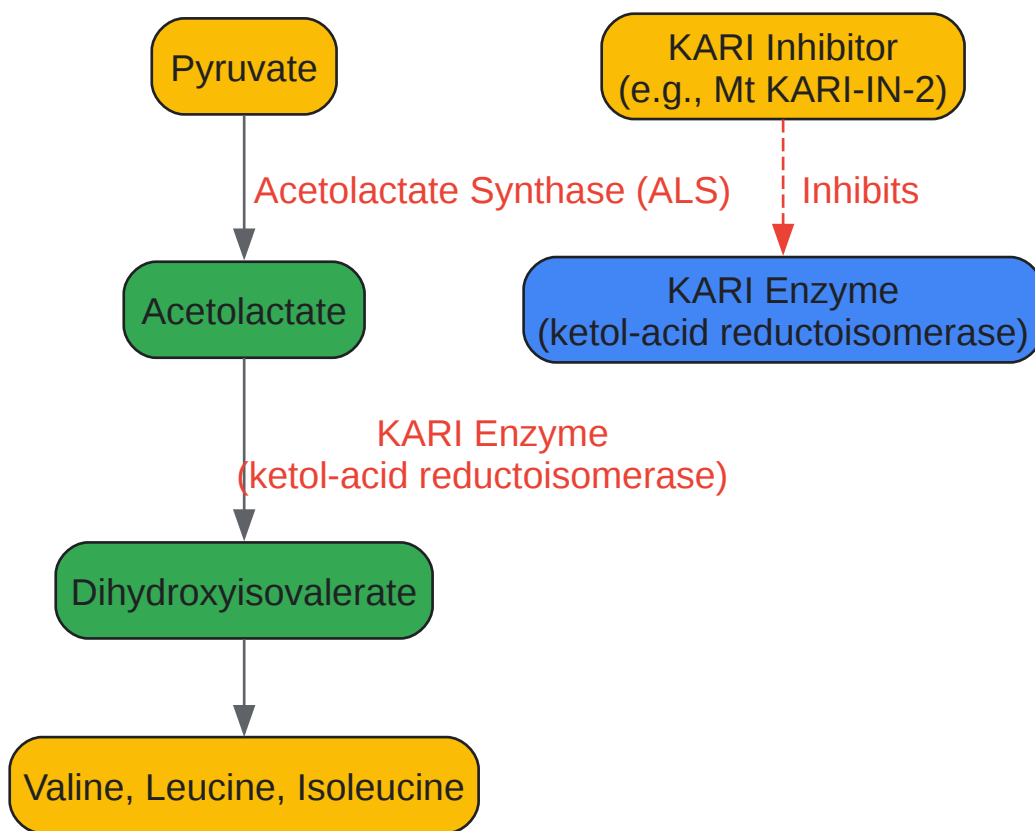 Pyruvate
KARI Inhibitor
(e.g., Mt KARI-IN-2)
Acetolactate Synthase (ALS)
Inhibits
Acetolactate
KARI Enzyme
(ketol-acid reductoisomerase)
KARI Enzyme
(ketol-acid reductoisomerase)
Dihydroxyisovalerate
Valine, Leucine, Isoleucine